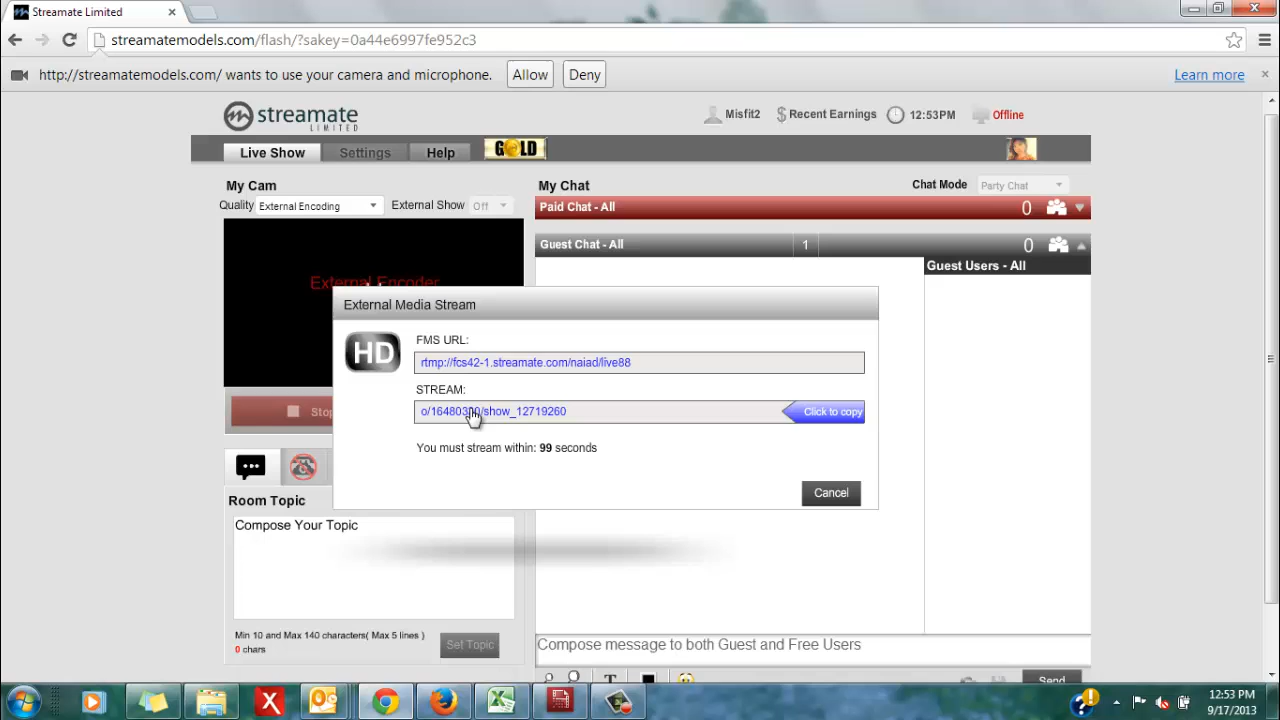 Streamate Limited
streamatemodels.com/flash/?sakey=0a44e6997fe952c3
http://streamatemodels.com/ wants to use your camera and microphone. Allow Deny Learn more
streamate LIMITED
Misfit2 $ Recent Earnings 12:53PM Offline
Live Show Settings Help GOLD
My Cam
Quality External Encoding External Show Off
My Chat Chat Mode Party Chat
Paid Chat - All 0
Guest Chat - All 1 0
Guest Users - All
External Encoder
External Media Stream
HD
FMS URL:
rtmp://fcs42-1.streamate.com/naiad/live88
STREAM:
Click to copy
You must stream within: 99 seconds
Cancel
Room Topic
Compose Your Topic
Min 10 and Max 140 characters( Max 5 lines )
0 chars
Set Topic
Compose message to both Guest and Free Users
T Send
12:53 PM
9/17/2013